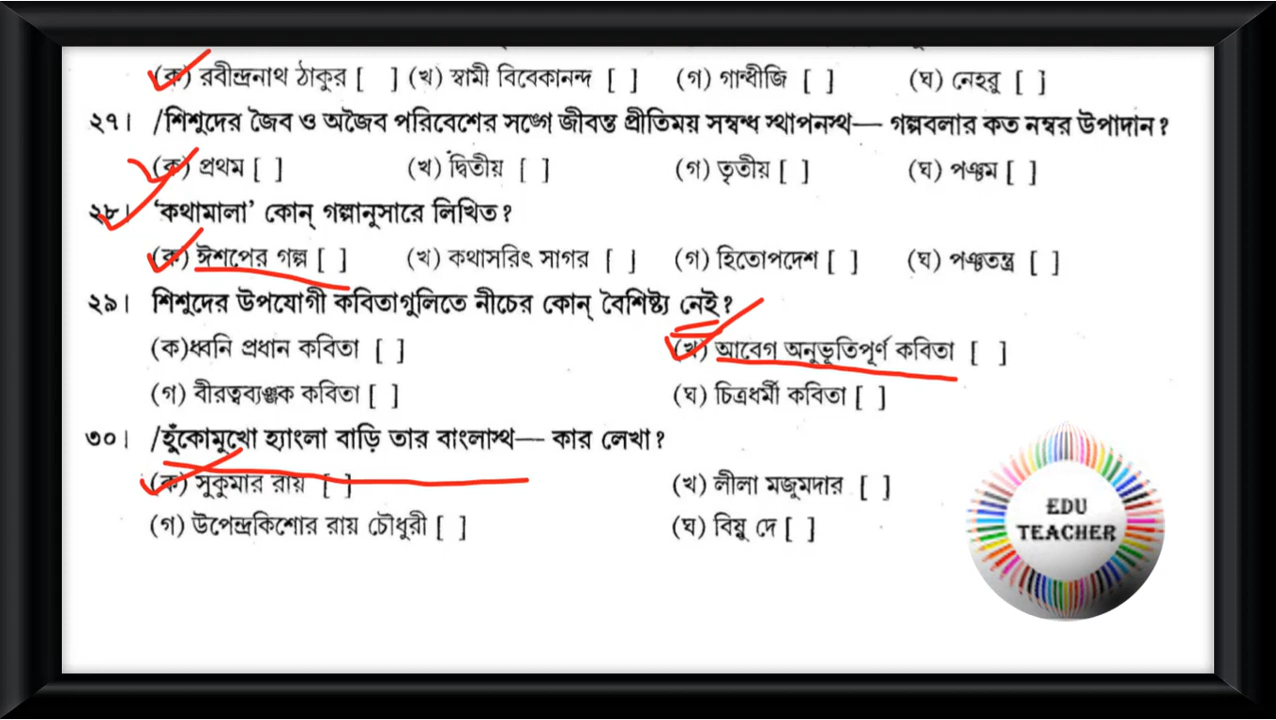 (ক) রবীন্দ্রনাথ ঠাকুর [ ] (খ) স্বামী বিবেকানন্দ [ ] (গ) গান্ধীজি [ ] (ঘ) নেহরু [ ]
২৭। /শিশুদের জৈব ও অজৈব পরিবেশের সঙ্গে জীবন্ত প্রীতিময় সম্বন্ধ স্থাপনস্থ— গল্পবলার কত নম্বর উপাদান?
(ক) প্রথম [ ] (খ) দ্বিতীয় [ ] (গ) তৃতীয় [ ] (ঘ) পঞ্চম [ ]
২৮। ‘কথামালা’ কোন্ গল্পানুসারে লিখিত?
(ক) ঈশপের গল্প [ ] (খ) কথাসরিৎ সাগর [ ] (গ) হিতোপদেশ [ ] (ঘ) পঞ্চতন্ত্র [ ]
২৯। শিশুদের উপযোগী কবিতাগুলিতে নীচের কোন্ বৈশিষ্ট্য নেই?
(ক)ধ্বনি প্রধান কবিতা [ ] (খ) আবেগ অনুভূতিপূর্ণ কবিতা [ ]
(গ) বীরত্বব্যঞ্জক কবিতা [ ] (ঘ) চিত্রধর্মী কবিতা [ ]
৩০। /হুঁকোমুখো হ্যাংলা বাড়ি তার বাংলাস্থ— কার লেখা?
(ক) সুকুমার রায় [ ] (খ) লীলা মজুমদার [ ]
(গ) উপেন্দ্রকিশোর রায় চৌধুরী [ ] (ঘ) বিষ্ণু দে [ ]
EDU
TEACHER